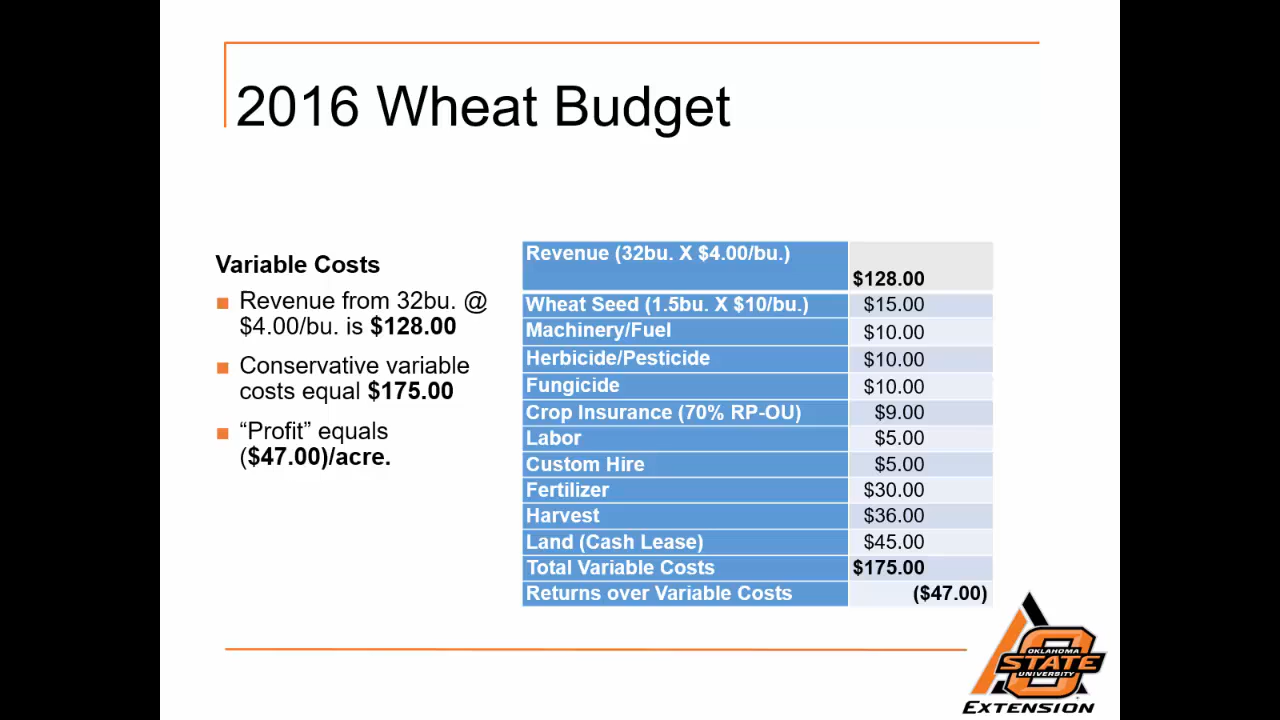 2016 Wheat Budget
Variable Costs
Revenue from 32bu. @
$4.00/bu. is $128.00
Conservative variable
costs equal $175.00
“Profit” equals
($47.00)/acre.
Revenue (32bu. X $4.00/bu.) $128.00
Wheat Seed (1.5bu. X $10/bu.) $15.00
Machinery/Fuel $10.00
Herbicide/Pesticide $10.00
Fungicide $10.00
Crop Insurance (70% RP-OU) $9.00
Labor $5.00
Custom Hire $5.00
Fertilizer $30.00
Harvest $36.00
Land (Cash Lease) $45.00
Total Variable Costs $175.00
Returns over Variable Costs ($47.00)
OKLAHOMA
STATE
UNIVERSITY
EXTENSION